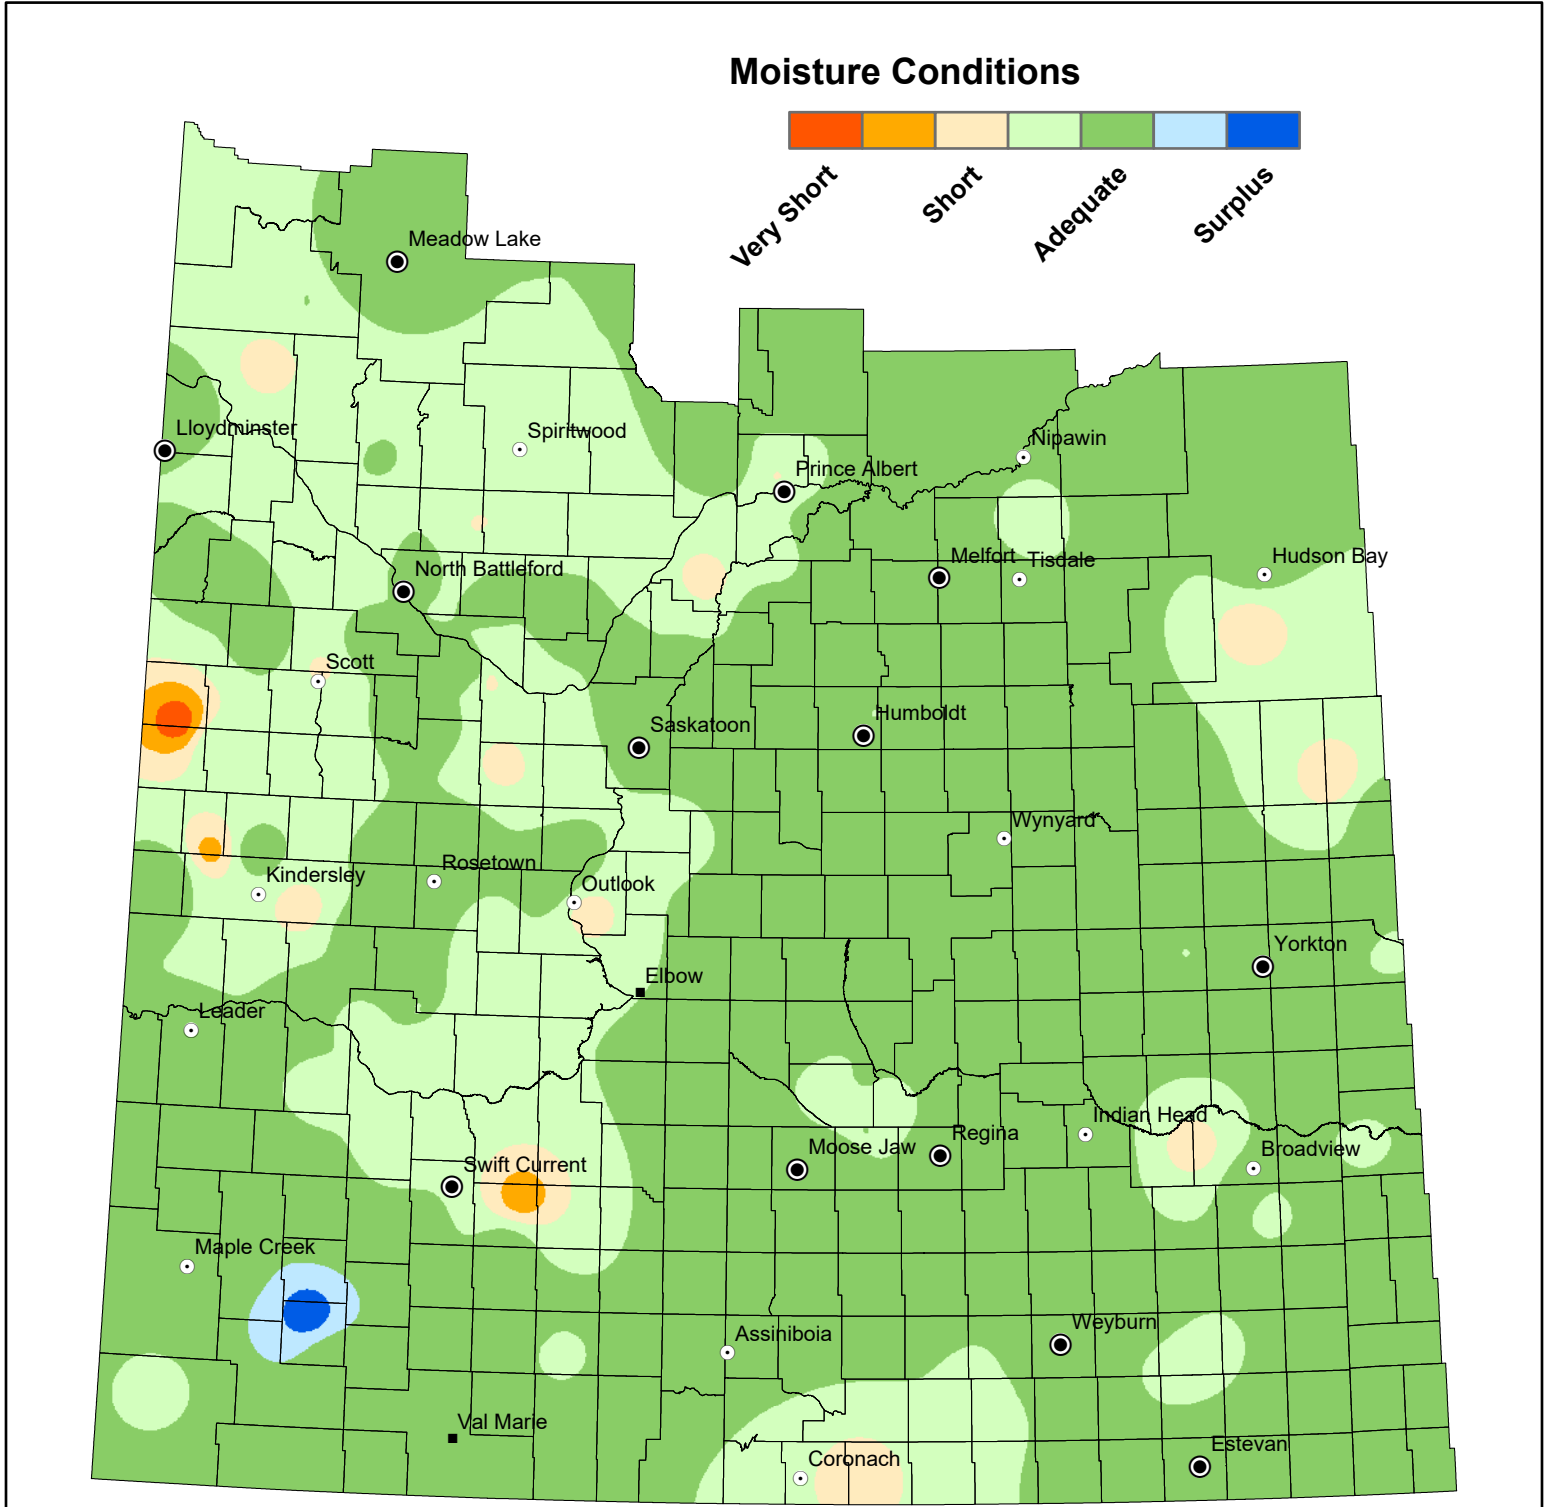 Moisture Conditions
Very Short
Short
Adequate
Surplus
Meadow Lake
Lloydminster
Spiritwood
Nipawin
Prince Albert
Melfort
Tisdale
Hudson Bay
North Battleford
Scott
Saskatoon
Humboldt
Wynyard
Rosetown
Kindersley
Outlook
Yorkton
Elbow
Leader
Indian Head
Regina
Moose Jaw
Broadview
Swift Current
Maple Creek
Weyburn
Assiniboia
Val Marie
Estevan
Coronach